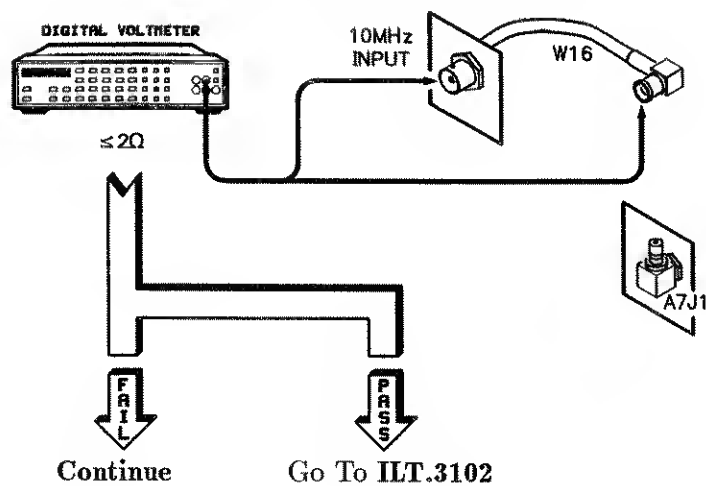 DIGITAL VOLTMETER
10MHz
INPUT
W16
≤2Ω
A7J1
FAIL
PASS
Continue
Go To ILT.3102